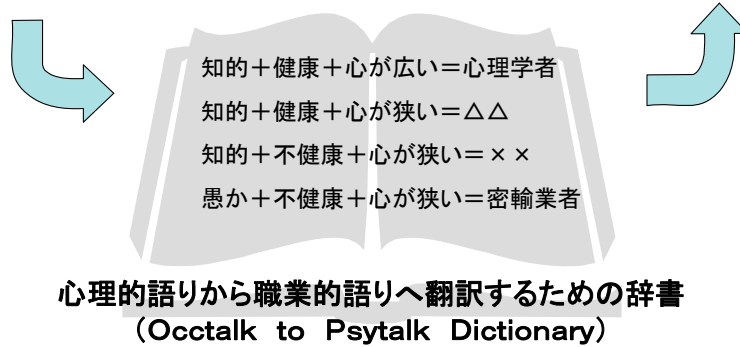 知的＋健康＋心が広い＝心理学者
知的＋健康＋心が狭い＝△△
知的＋不健康＋心が狭い＝××
愚か＋不健康＋心が狭い＝密輸業者
心理的語りから職業的語りへ翻訳するための辞書
（Occtalk to Psytalk Dictionary）